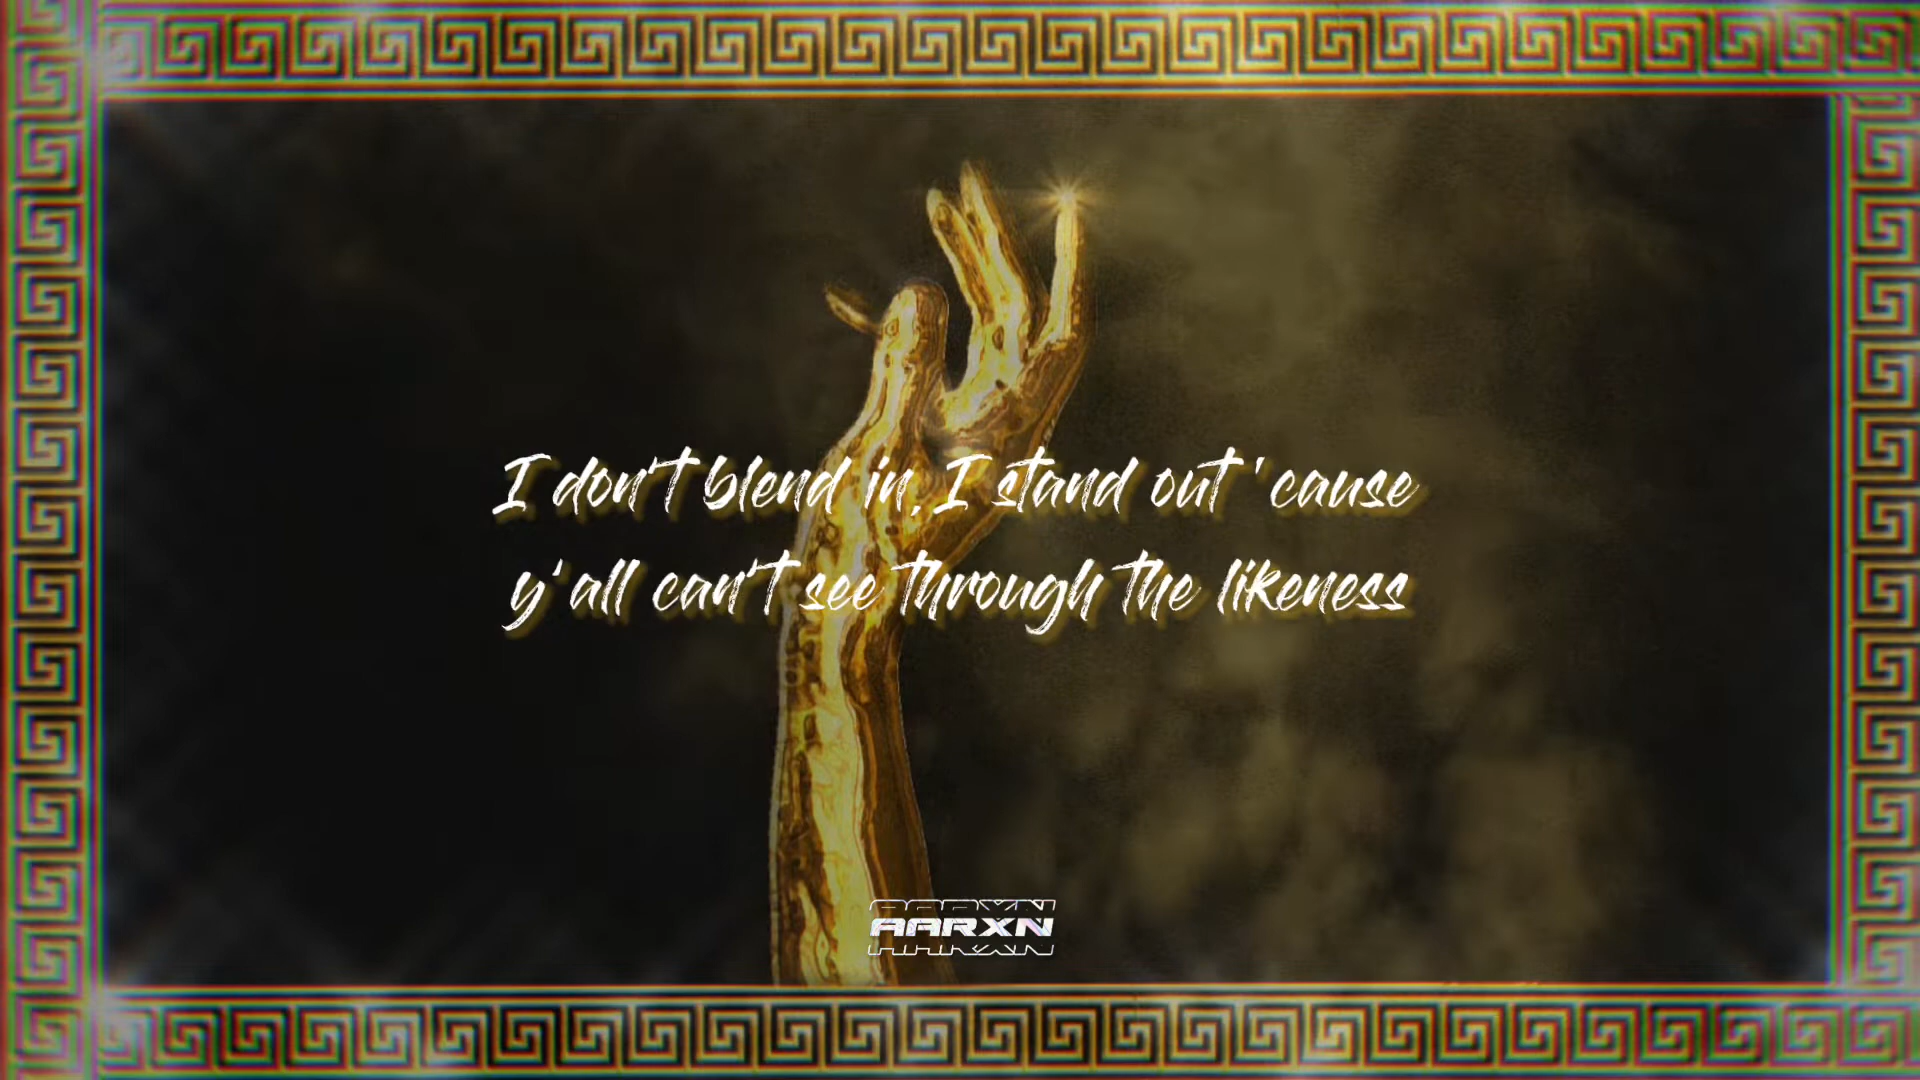 I don't blend in, I stand out 'cause
y'all can't see through the likeness
AARXN